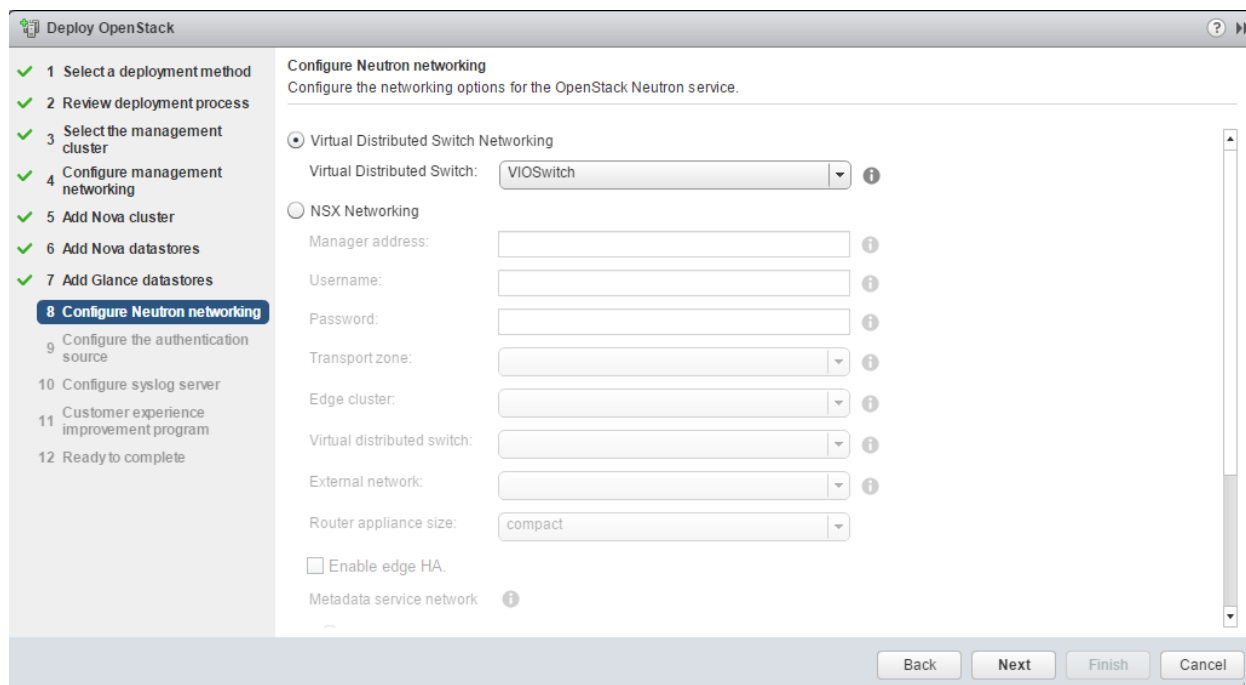 Deploy OpenStack
1 Select a deployment method
2 Review deployment process
3 Select the management
cluster
4 Configure management
networking
5 Add Nova cluster
6 Add Nova datastores
7 Add Glance datastores
8 Configure Neutron networking
9 Configure the authentication
source
10 Configure syslog server
11 Customer experience
improvement program
12 Ready to complete
Configure Neutron networking
Configure the networking options for the OpenStack Neutron service.
Virtual Distributed Switch Networking
Virtual Distributed Switch: VIOSwitch
NSX Networking
Manager address:
Username:
Password:
Transport zone:
Edge cluster:
Virtual distributed switch:
External network:
Router appliance size: compact
Enable edge HA.
Metadata service network
Back Next Finish Cancel